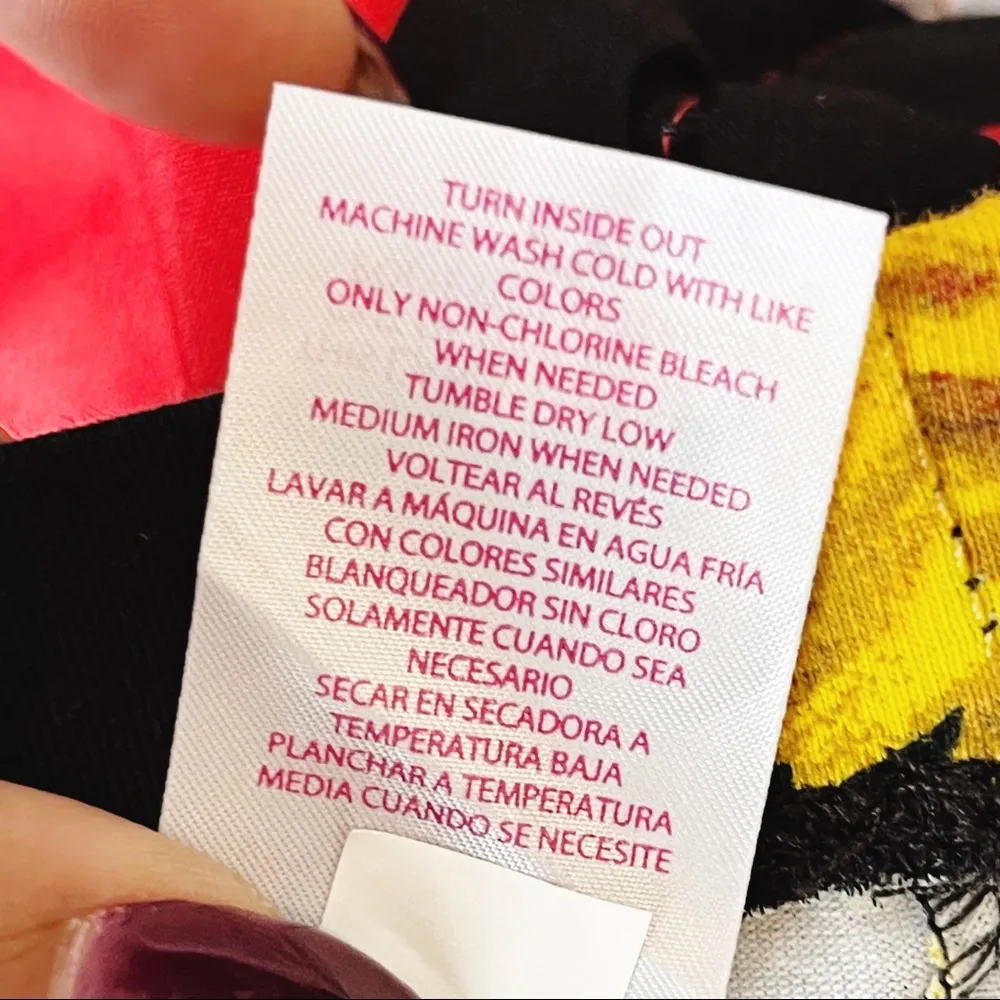 TURN INSIDE OUT
MACHINE WASH COLD WITH LIKE
COLORS
ONLY NON-CHLORINE BLEACH
WHEN NEEDED
TUMBLE DRY LOW
MEDIUM IRON WHEN NEEDED
VOLTEAR AL REVÉS
LAVAR A MÁQUINA EN AGUA FRÍA
CON COLORES SIMILARES
BLANQUEADOR SIN CLORO
SOLAMENTE CUANDO SEA
NECESARIO
SECAR EN SECADORA A
TEMPERATURA BAJA
PLANCHAR A TEMPERATURA
MEDIA CUANDO SE NECESITE